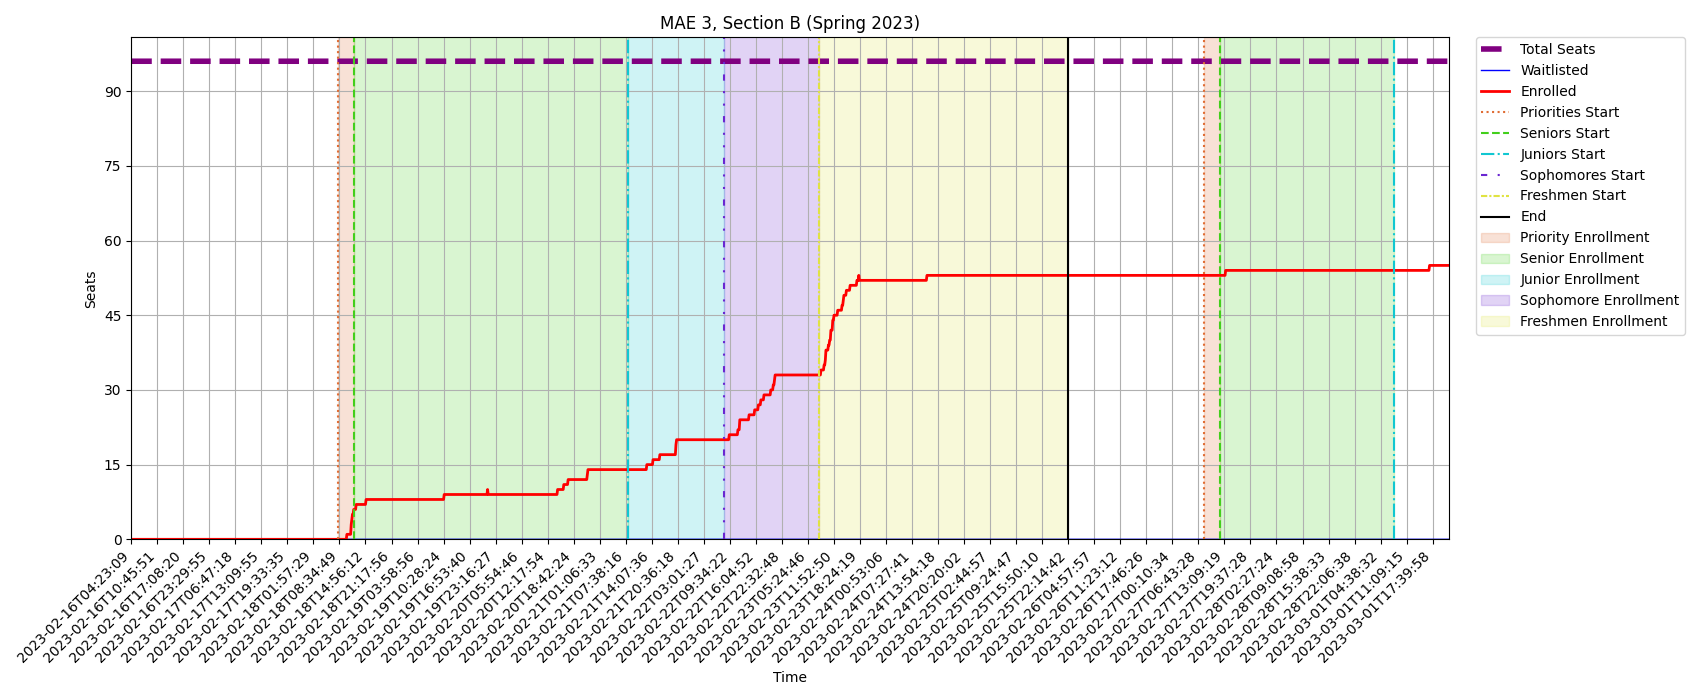 MAE 3, Section B (Spring 2023)
Seats
90
75
60
45
30
15
0
2023-02-16T04:23:09
2023-02-16T10:45:51
2023-02-16T17:08:20
2023-02-16T23:29:55
2023-02-17T06:47:18
2023-02-17T13:09:55
2023-02-17T19:33:35
2023-02-18T01:57:29
2023-02-18T08:34:49
2023-02-18T14:56:12
2023-02-18T21:17:56
2023-02-19T03:58:56
2023-02-19T10:28:24
2023-02-19T16:53:40
2023-02-19T23:16:27
2023-02-20T05:54:46
2023-02-20T12:17:54
2023-02-20T18:42:24
2023-02-21T01:06:33
2023-02-21T07:38:16
2023-02-21T14:07:36
2023-02-21T20:36:18
2023-02-22T03:01:27
2023-02-22T09:34:22
2023-02-22T16:04:52
2023-02-22T22:32:48
2023-02-23T05:24:46
2023-02-23T11:52:50
2023-02-23T18:24:50
2023-02-24T00:53:06
2023-02-24T07:27:41
2023-02-24T13:54:18
2023-02-24T20:20:02
2023-02-25T02:44:57
2023-02-25T09:24:47
2023-02-25T15:50:10
2023-02-25T22:14:42
2023-02-26T04:57:57
2023-02-26T11:23:12
2023-02-26T17:46:26
2023-02-27T00:10:34
2023-02-27T06:43:28
2023-02-27T13:09:19
2023-02-27T19:37:28
2023-02-28T02:27:24
2023-02-28T09:08:58
2023-02-28T15:38:33
2023-02-28T22:06:38
2023-03-01T04:38:32
2023-03-01T11:09:15
2023-03-01T17:39:58
Time
Total Seats
Waitlisted
Enrolled
Priorities Start
Seniors Start
Juniors Start
Sophomores Start
Freshmen Start
End
Priority Enrollment
Senior Enrollment
Junior Enrollment
Sophomore Enrollment
Freshmen Enrollment